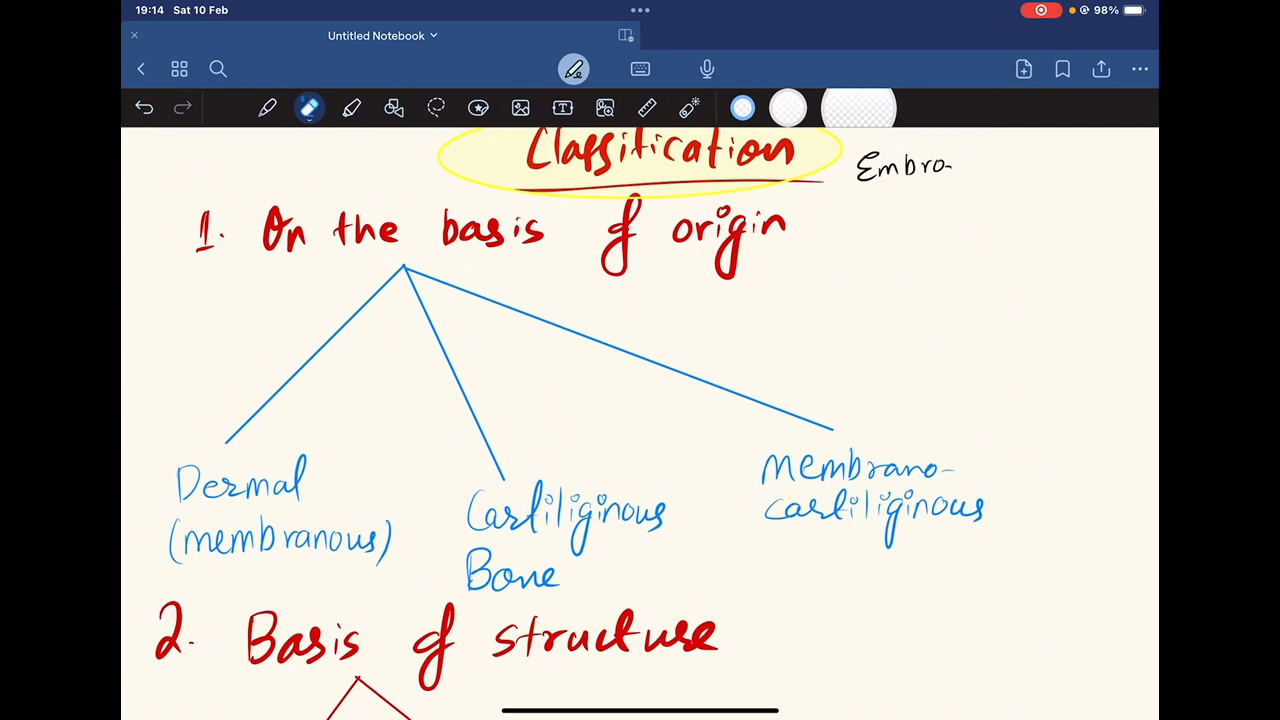 19:14 Sat 10 Feb
98%
Untitled Notebook
Classification
Embro-
1. On the basis of origin
Dermal
(membranous)
Cartiliginous
Bone
Membrano-
cartiliginous
2. Basis of structure